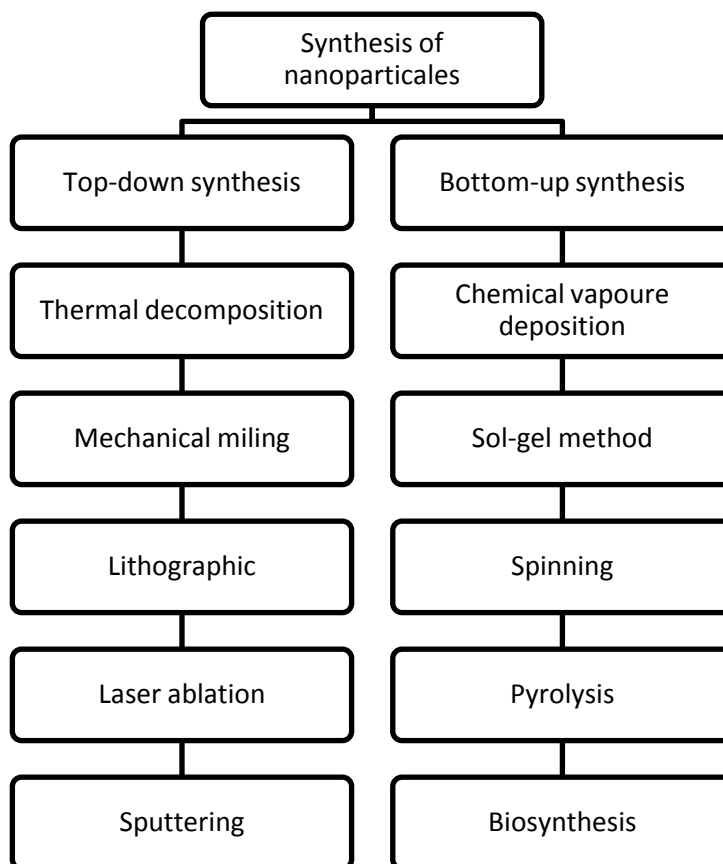 Synthesis of
nanoparticales
Top-down synthesis
Bottom-up synthesis
Thermal decomposition
Chemical vapoure
deposition
Mechanical miling
Sol-gel method
Lithographic
Spinning
Laser ablation
Pyrolysis
Sputtering
Biosynthesis